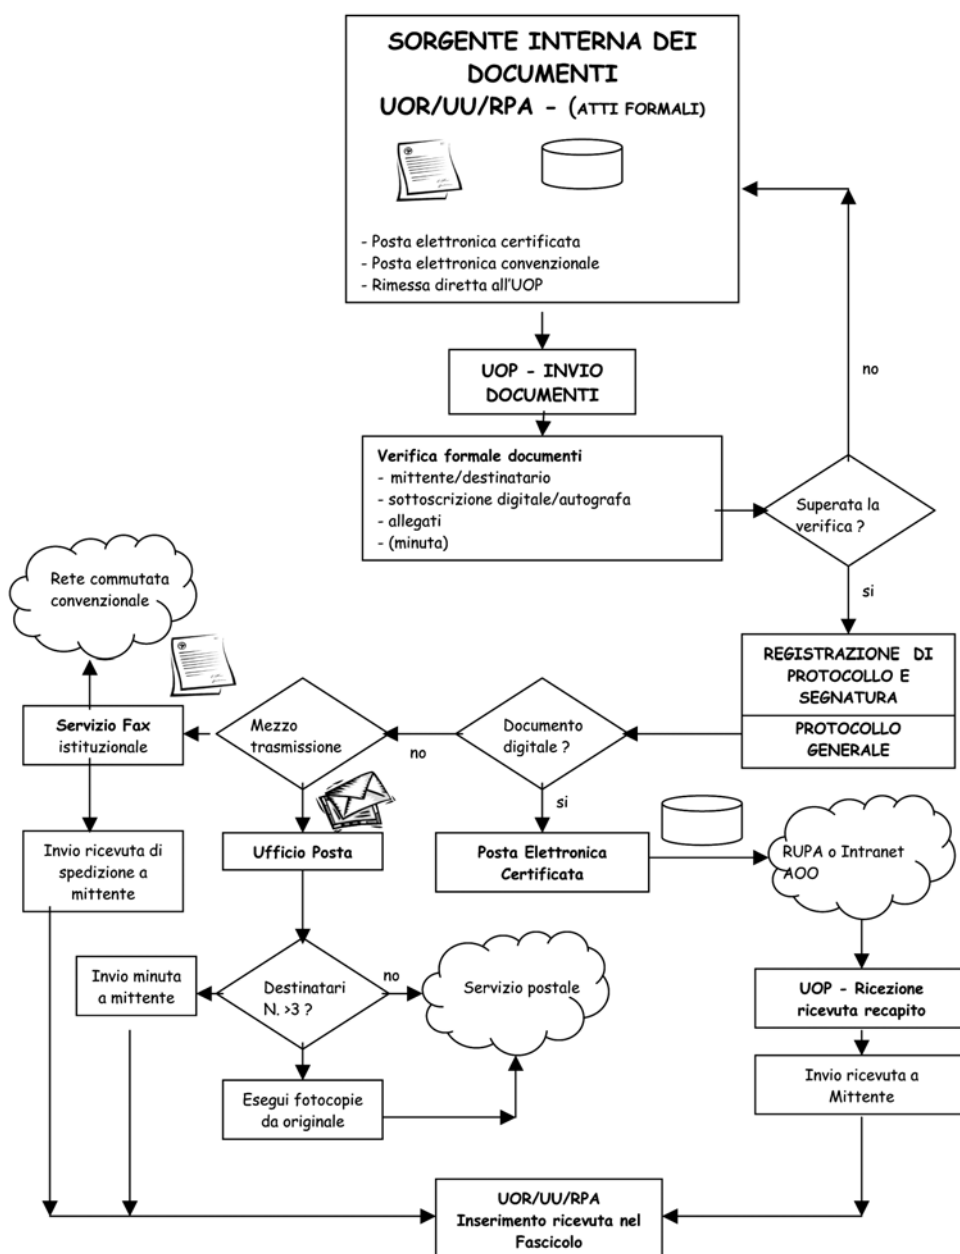 SORGENTE INTERNA DEI
DOCUMENTI
UOR/UU/RPA - (ATTI FORMALI)
- Posta elettronica certificata
- Posta elettronica convenzionale
- Rimessa diretta all'UOP
UOP - INVIO
DOCUMENTI
no
Verifica formale documenti
- mittente/destinatario
- sottoscrizione digitale/autografa
- allegati
- (minuta)
Superata la
verifica ?
si
Rete commutata
convenzionale
REGISTRAZIONE DI
PROTOCOLLO E
SEGNATURA
PROTOCOLLO
GENERALE
Documento
digitale ?
no
si
Mezzo
trasmissione
Servizio Fax
istituzionale
Invio ricevuta di
spedizione a
mittente
Ufficio Posta
Posta Elettronica
Certificata
RUPA o Intranet
AOO
Invio minuta
a mittente
Destinatari
N. >3 ?
no
Servizio postale
UOP - Ricezione
ricevuta recapito
Esegui fotocopie
da originale
Invio ricevuta a
Mittente
UOR/UU/RPA
Inserimento ricevuta nel
Fascicolo